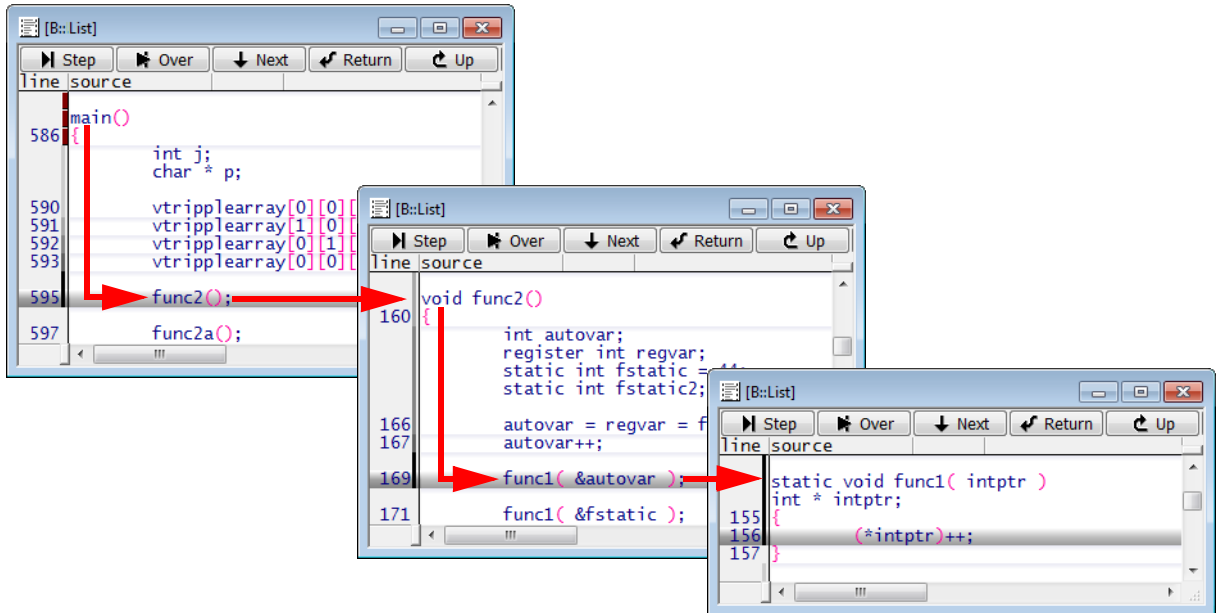 [B::List]
Step Over Next Return Up
line source
main()
586 {
int j;
char * p;
590 vtripplearray[0][0][
591 vtripplearray[1][0][
592 vtripplearray[0][1][
593 vtripplearray[0][0][
595 func2();
597 func2a();
[B::List]
Step Over Next Return Up
line source
void func2()
160 {
int autovar;
register int regvar;
static int fstatic =
static int fstatic2;
166 autovar = regvar = f
167 autovar++;
169 func1( &autovar );
171 func1( &fstatic );
[B::List]
Step Over Next Return Up
line source
static void func1( intptr )
int * intptr;
155 {
156 (*intptr)++;
157 }